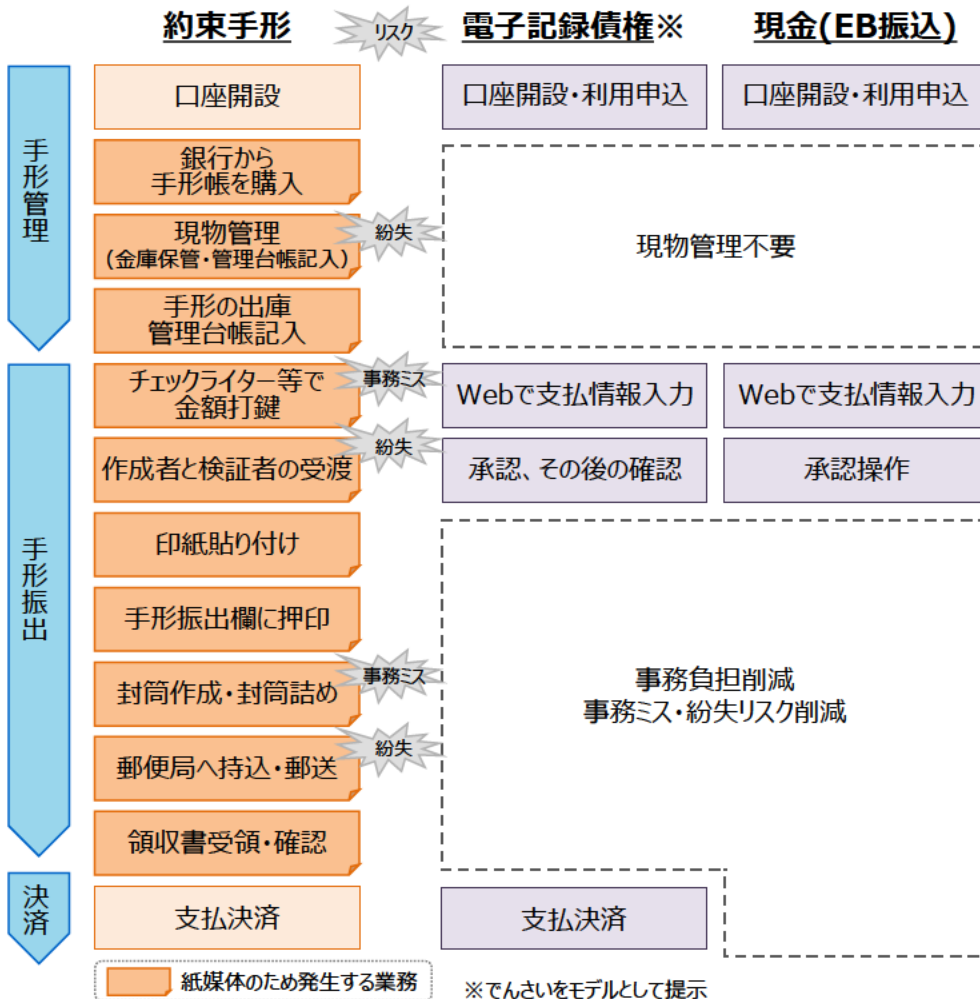 約束手形
リスク
電子記録債権※
現金(EB振込)
手形管理
口座開設
口座開設・利用申込
口座開設・利用申込
銀行から
手形帳を購入
現物管理
(金庫保管・管理台帳記入)
紛失
現物管理不要
手形の出庫
管理台帳記入
手形振出
チェックライター等で
金額打鍵
事務ミス
Webで支払情報入力
Webで支払情報入力
作成者と検証者の受渡
紛失
承認、その後の確認
承認操作
印紙貼り付け
手形振出欄に押印
封筒作成・封筒詰め
事務ミス
事務負担削減
事務ミス・紛失リスク削減
郵便局へ持込・郵送
紛失
領収書受領・確認
決済
支払決済
支払決済
紙媒体のため発生する業務
※でんさいをモデルとして提示